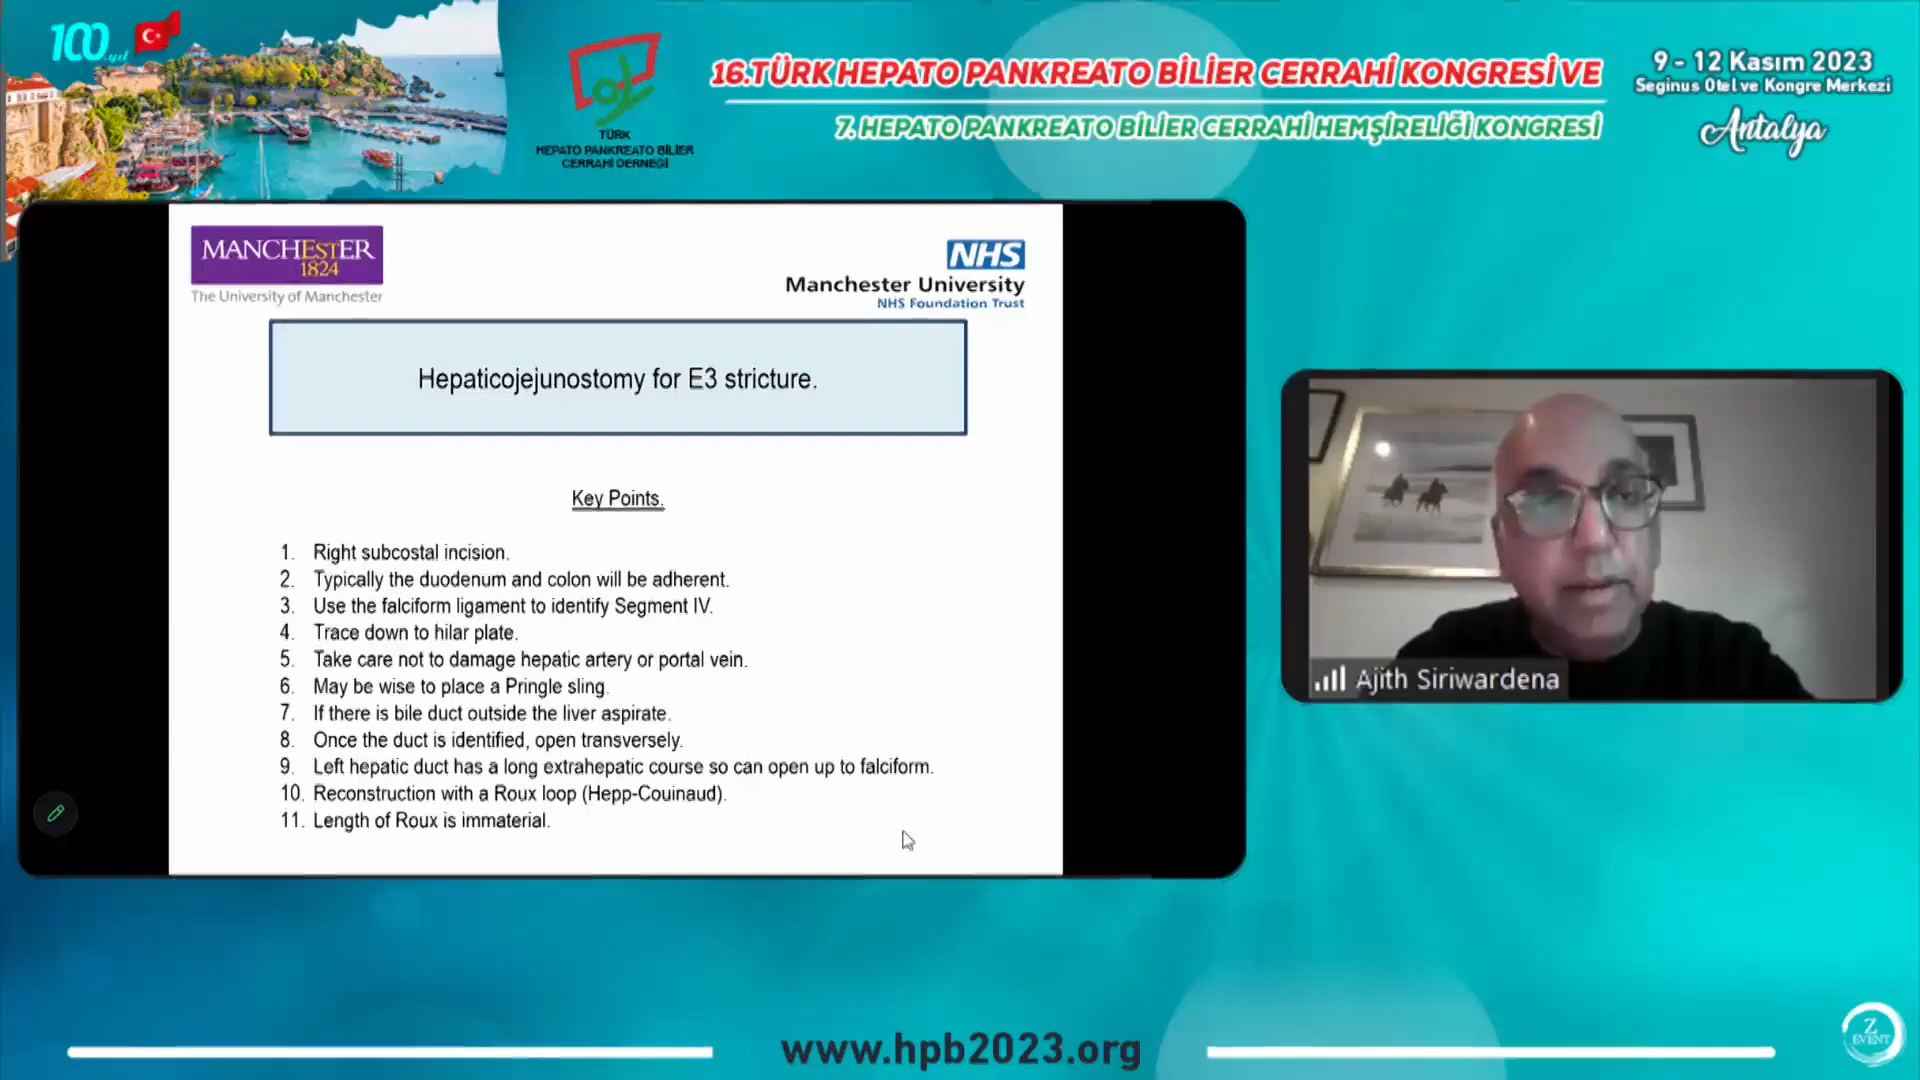 100.yıl
TÜRK
HEPATO PANKREATO BİLİER
CERRAHİ DERNEĞİ
16.TÜRK HEPATO PANKREATO BİLİER CERRAHİ KONGRESİ VE
7. HEPATO PANKREATO BİLİER CERRAHİ HEMŞİRELİĞİ KONGRESİ
9 - 12 Kasım 2023
Seginus Otel ve Kongre Merkezi
Antalya
MANCHESTER
1824
The University of Manchester
NHS
Manchester University
NHS Foundation Trust
Hepaticojejunostomy for E3 stricture.
Key Points.
1. Right subcostal incision.
2. Typically the duodenum and colon will be adherent.
3. Use the falciform ligament to identify Segment IV.
4. Trace down to hilar plate.
5. Take care not to damage hepatic artery or portal vein.
6. May be wise to place a Pringle sling.
7. If there is bile duct outside the liver aspirate.
8. Once the duct is identified, open transversely.
9. Left hepatic duct has a long extrahepatic course so can open up to falciform.
10. Reconstruction with a Roux loop (Hepp-Couinaud).
11. Length of Roux is immaterial.
Ajith Siriwardena
www.hpb2023.org
Z
EVENT